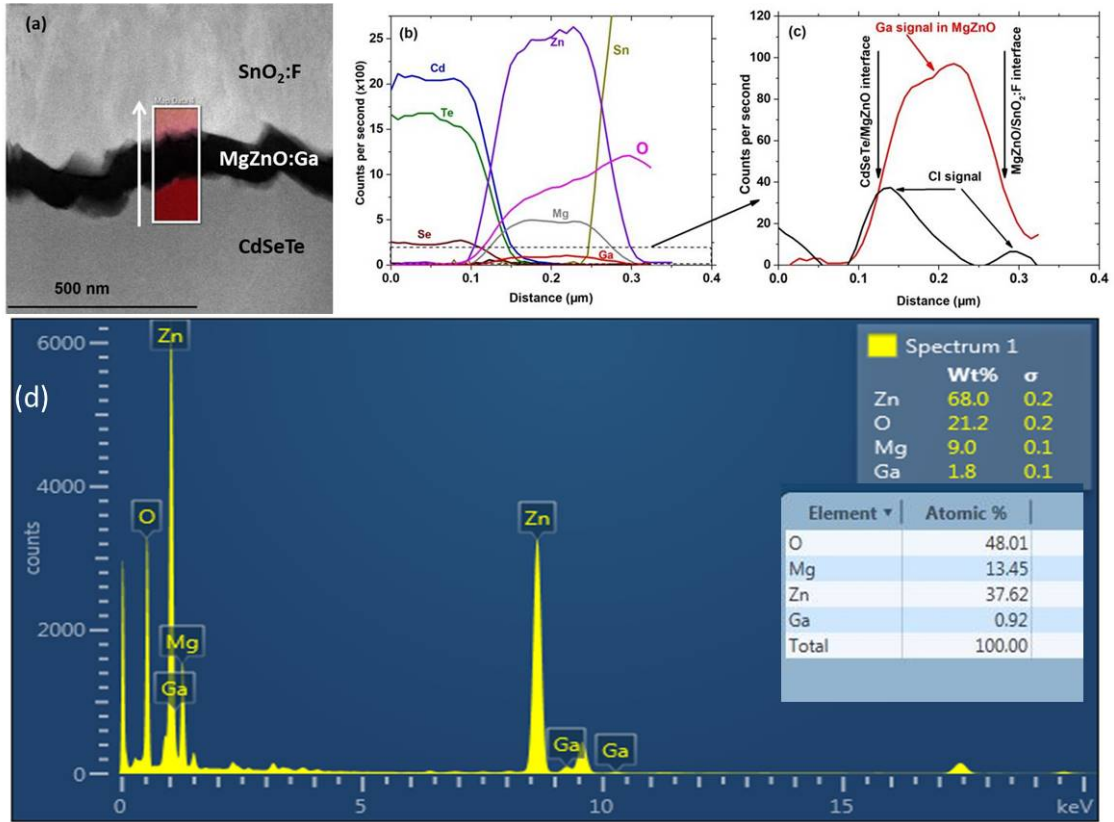 (a)
SnO₂:F
MgZnO:Ga
CdSeTe
500 nm
(b)
Counts per second (x100)
25
20
15
10
5
0
Cd
Te
Se
Zn
Sn
O
Mg
Ga
0.0
0.1
0.2
0.3
0.4
Distance (μm)
(c)
Counts per second
120
100
80
60
40
20
0
Ga signal in MgZnO
CdSeTe/MgZnO interface
MgZnO/SnO₂:F interface
Cl signal
0.0
0.1
0.2
0.3
0.4
Distance (μm)
(d)
counts
6000
4000
2000
0
Zn
O
Mg
Ga
Zn
Ga
Ga
0
5
10
15
keV
Spectrum 1
Wt% σ
Zn 68.0 0.2
O 21.2 0.2
Mg 9.0 0.1
Ga 1.8 0.1
Element ▾ Atomic %
O 48.01
Mg 13.45
Zn 37.62
Ga 0.92
Total 100.00